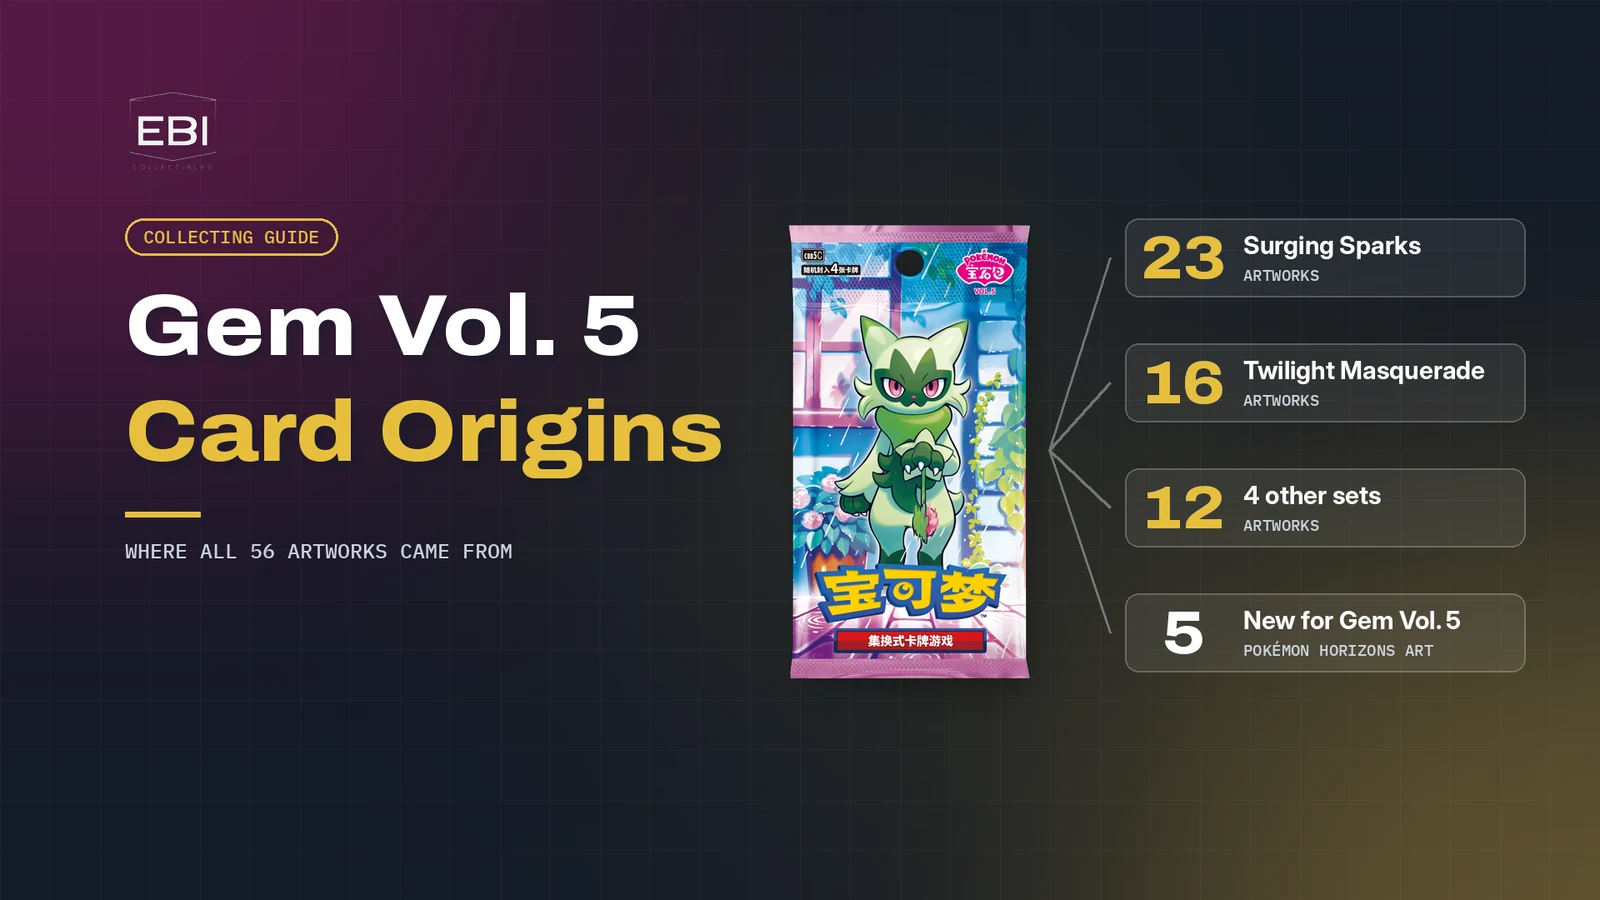 EBI
COLLECTIBLES
COLLECTING GUIDE
Gem Vol. 5
Card Origins
WHERE ALL 56 ARTWORKS CAME FROM
CBB5C
随机封入4张卡牌
POKÉMON
宝石包
VOL.5
宝可梦
集换式卡牌游戏
23
Surging Sparks
ARTWORKS
16
Twilight Masquerade
ARTWORKS
12
4 other sets
ARTWORKS
5
New for Gem Vol. 5
POKÉMON HORIZONS ART